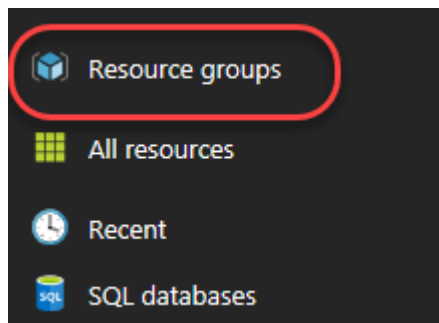 Resource groups
All resources
Recent
SQL
SQL databases